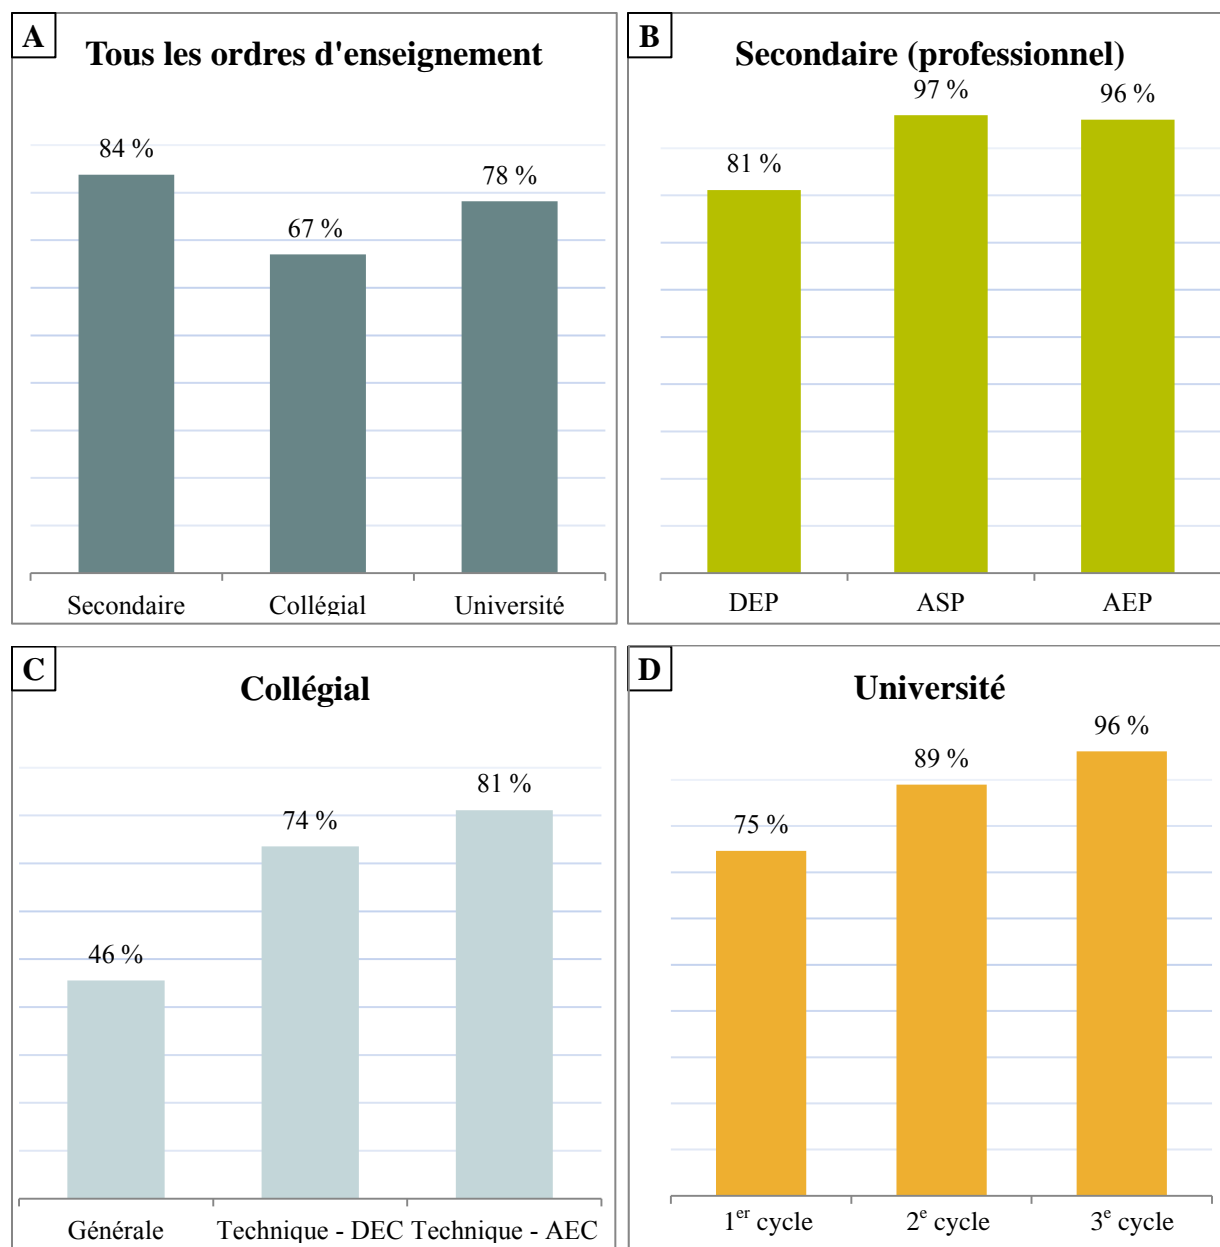 A
Tous les ordres d'enseignement
84 %
67 %
78 %
Secondaire
Collégial
Université
B
Secondaire (professionnel)
81 %
97 %
96 %
DEP
ASP
AEP
C
Collégial
46 %
74 %
81 %
Générale
Technique - DEC
Technique - AEC
D
Université
75 %
89 %
96 %
1er cycle
2e cycle
3e cycle